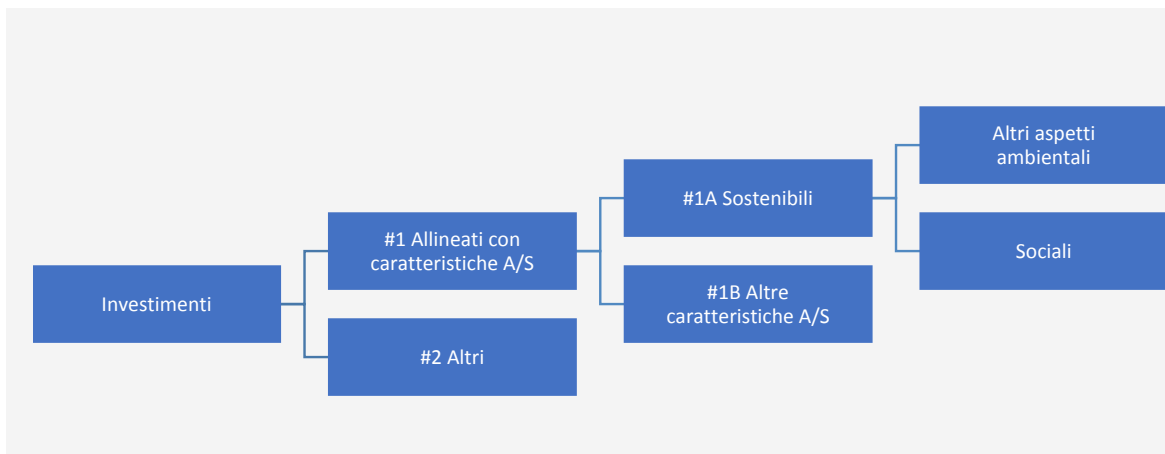 Investimenti
#1 Allineati con
caratteristiche A/S
#2 Altri
#1A Sostenibili
#1B Altre
caratteristiche A/S
Altri aspetti
ambientali
Sociali